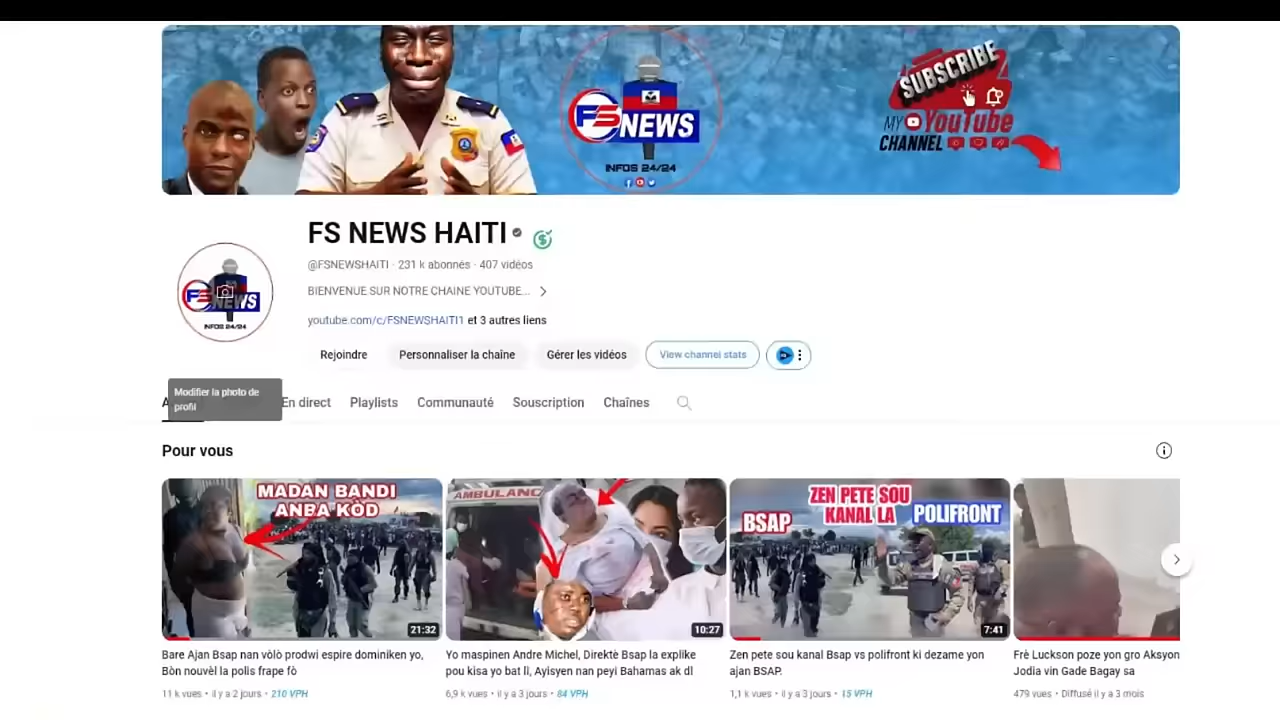 SUBSCRIBE
MY YouTube
CHANNEL
FS NEWS
INFOS 24/24
FS NEWS HAITI
@FSNEWSHAITI · 231 k abonnés · 407 vidéos
BIENVENUE SUR NOTRE CHAINE YOUTUBE...
FS NEWS
INFOS 24/24
youtube.com/c/FSNEWSHAITI1 et 3 autres liens
Rejoindre Personnaliser la chaîne Gérer les vidéos View channel stats
Modifier la photo de
profil
En direct Playlists Communauté Souscription Chaînes
Pour vous
MADAN BANDI
ANBA KÒD
21:32
AMBULANC
10:27
ZEN PETE SOU
KANAL LA
BSAP
POLIFRONT
7:41
Bare Ajan Bsap nan vòlò prodwi espire dominiken yo,
Bòn nouvèl la polis frape fò
11 k vues • il y a 2 jours • 210 VPH
Yo maspinen Andre Michel, Direktè Bsap la eksplike
pou kisa yo bat li, Ayisyen nan peyi Bahamas ak dl
6,9 k vues • il y a 3 jours • 84 VPH
Zen pete sou kanal Bsap vs polifront ki dezame yon
ajan BSAP.
1,1 k vues • il y a 3 jours • 15 VPH
Frè Luckson poze yon gro Aksyon
Jodia vin Gade Bagay sa
479 vues • Diffusé il y a 3 mois